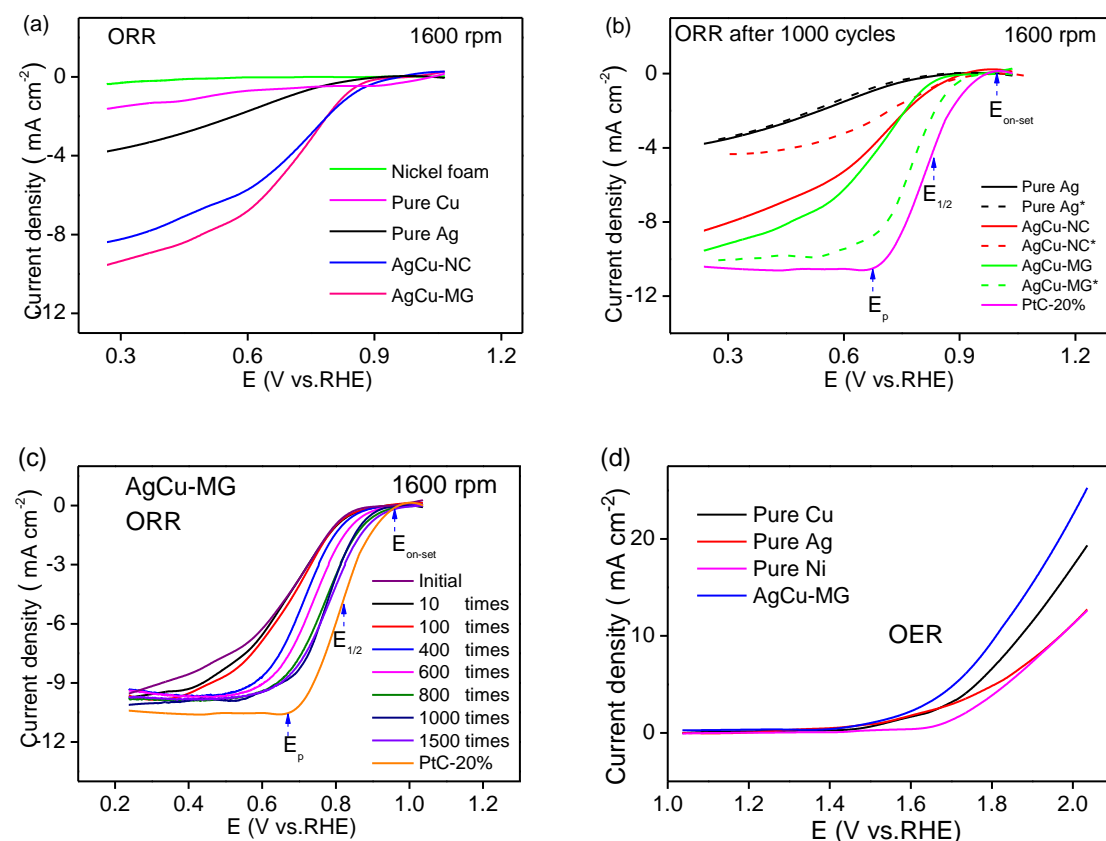 (a)
ORR
1600 rpm
0
-4
-8
-12
0.3
0.6
0.9
1.2
Current density ( mA cm-2)
E (V vs.RHE)
Nickel foam
Pure Cu
Pure Ag
AgCu-NC
AgCu-MG
(b)
ORR after 1000 cycles
1600 rpm
0
-4
-8
-12
0.3
0.6
0.9
1.2
Current density ( mA cm-2)
E (V vs.RHE)
Eon-set
E1/2
Ep
Pure Ag
Pure Ag*
AgCu-NC
AgCu-NC*
AgCu-MG
AgCu-MG*
PtC-20%
(c)
AgCu-MG
ORR
1600 rpm
0
-3
-6
-9
-12
0.2
0.4
0.6
0.8
1.0
1.2
Current density ( mA cm-2)
E (V vs.RHE)
Eon-set
E1/2
Ep
Initial
10 times
100 times
400 times
600 times
800 times
1000 times
1500 times
PtC-20%
(d)
Pure Cu
Pure Ag
Pure Ni
AgCu-MG
OER
20
10
0
1.0
1.2
1.4
1.6
1.8
2.0
Current density ( mA cm-2)
E (V vs.RHE)